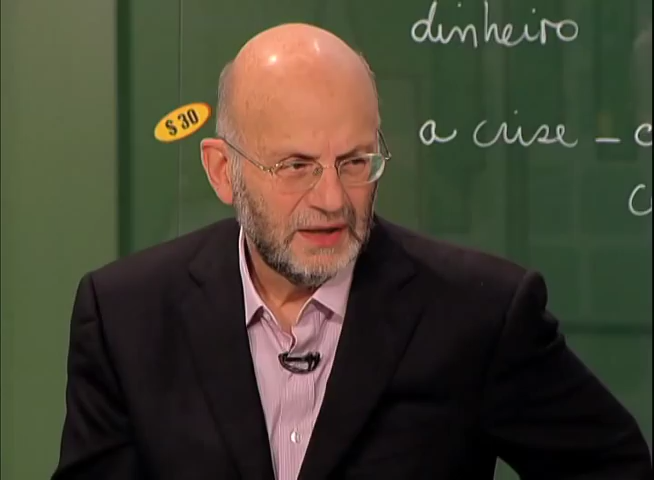 dinheiro
$ 30
a crise –